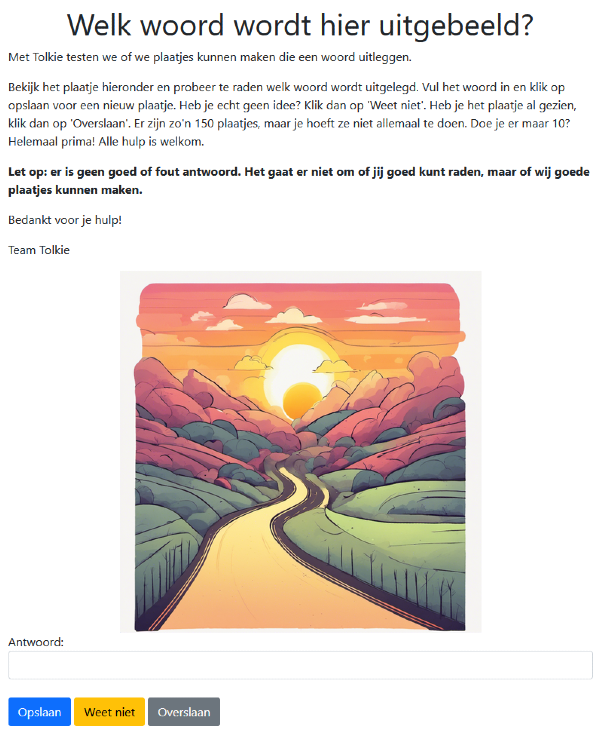 Welk woord wordt hier uitgebeeld?
Met Tolkie testen we of we plaatjes kunnen maken die een woord uitleggen.
Bekijk het plaatje hieronder en probeer te raden welk woord wordt uitgelegd. Vul het woord in en klik op
opslaan voor een nieuw plaatje. Heb je echt geen idee? Klik dan op 'Weet niet'. Heb je het plaatje al gezien,
klik dan op 'Overslaan'. Er zijn zo'n 150 plaatjes, maar je hoeft ze niet allemaal te doen. Doe je er maar 10?
Helemaal prima! Alle hulp is welkom.
Let op: er is geen goed of fout antwoord. Het gaat er niet om of jij goed kunt raden, maar of wij goede
plaatjes kunnen maken.
Bedankt voor je hulp!
Team Tolkie
Antwoord:
Opslaan Weet niet Overslaan